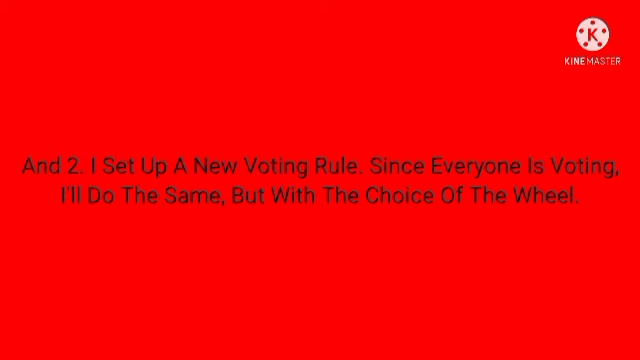 KINEMASTER
And 2. I Set Up A New Voting Rule. Since Everyone Is Voting,
I'll Do The Same, But With The Choice Of The Wheel.